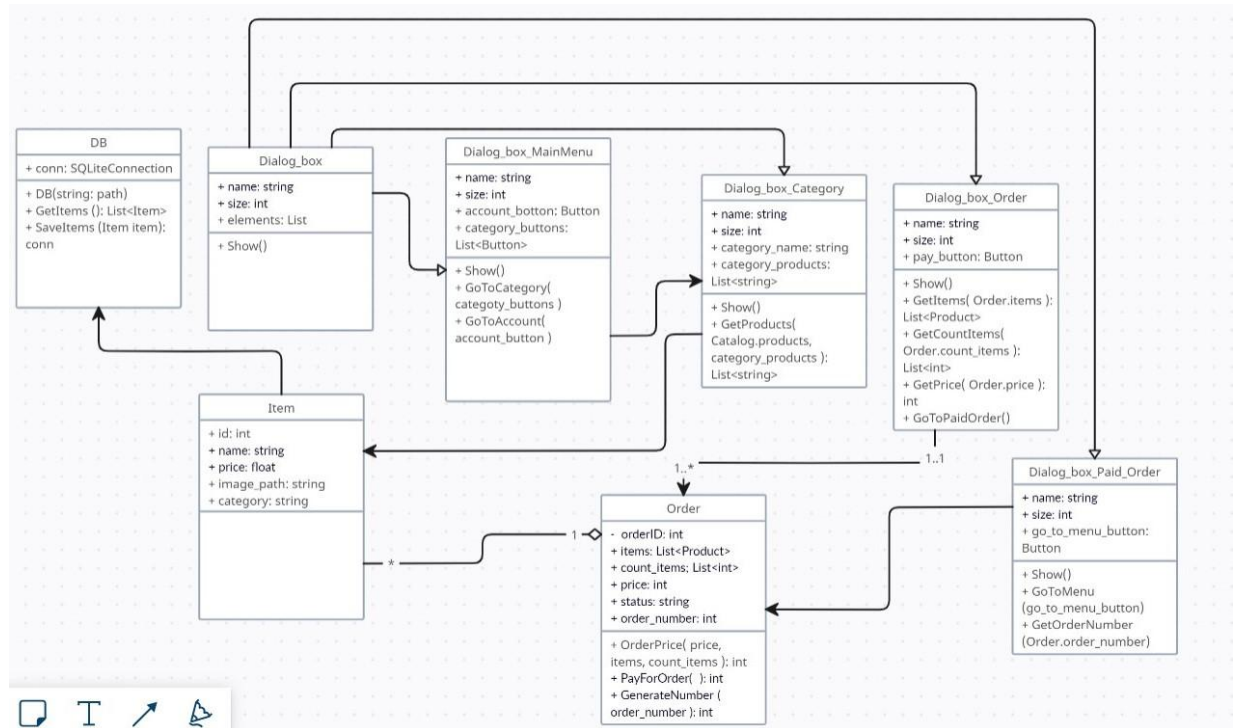 DB
+ conn: SQLiteConnection
+ DB(string: path)
+ GetItems (): List<Item>
+ SaveItems (Item item):
conn
Dialog_box
+ name: string
+ size: int
+ elements: List
+ Show()
Dialog_box_MainMenu
+ name: string
+ size: int
+ account_botton: Button
+ category_buttons:
List<Button>
+ Show()
+ GoToCategory(
categoty_buttons )
+ GoToAccount(
account_button )
Dialog_box_Category
+ name: string
+ size: int
+ category_name: string
+ category_products:
List<string>
+ Show()
+ GetProducts(
Catalog.products,
category_products ):
List<string>
Dialog_box_Order
+ name: string
+ size: int
+ pay_button: Button
+ Show()
+ GetItems( Order.items ):
List<Product>
+ GetCountItems(
Order.count_items ):
List<int>
+ GetPrice( Order.price ):
int
+ GoToPaidOrder()
Item
+ id: int
+ name: string
+ price: float
+ image_path: string
+ category: string
1..*
1..1
1
*
Order
- orderID: int
+ items: List<Product>
+ count_items; List<int>
+ price: int
+ status: string
+ order_number: int
+ OrderPrice( price,
items, count_items ): int
+ PayForOrder( ): int
+ GenerateNumber (
order_number ): int
Dialog_box_Paid_Order
+ name: string
+ size: int
+ go_to_menu_button:
Button
+ Show()
+ GoToMenu
(go_to_menu_button)
+ GetOrderNumber
(Order.order_number)